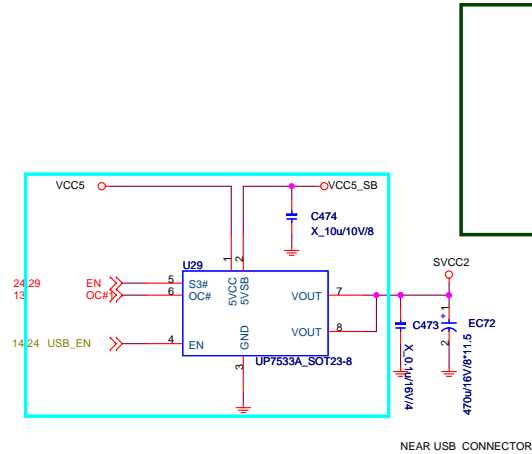 VCC5
VCC5_SB
C474
X_10u/10V/8
U29
1
2
5VCC
5VSB
24 29
EN
5
S3#
13
OC#
6
OC#
VOUT
7
SVCC2
14 24
USB_EN
4
EN
GND
VOUT
8
3
UP7533A_SOT23-8
C473
X_0.1u/16V/4
+
1
2
EC72
470u/16V/8*11.5
NEAR USB CONNECTOR